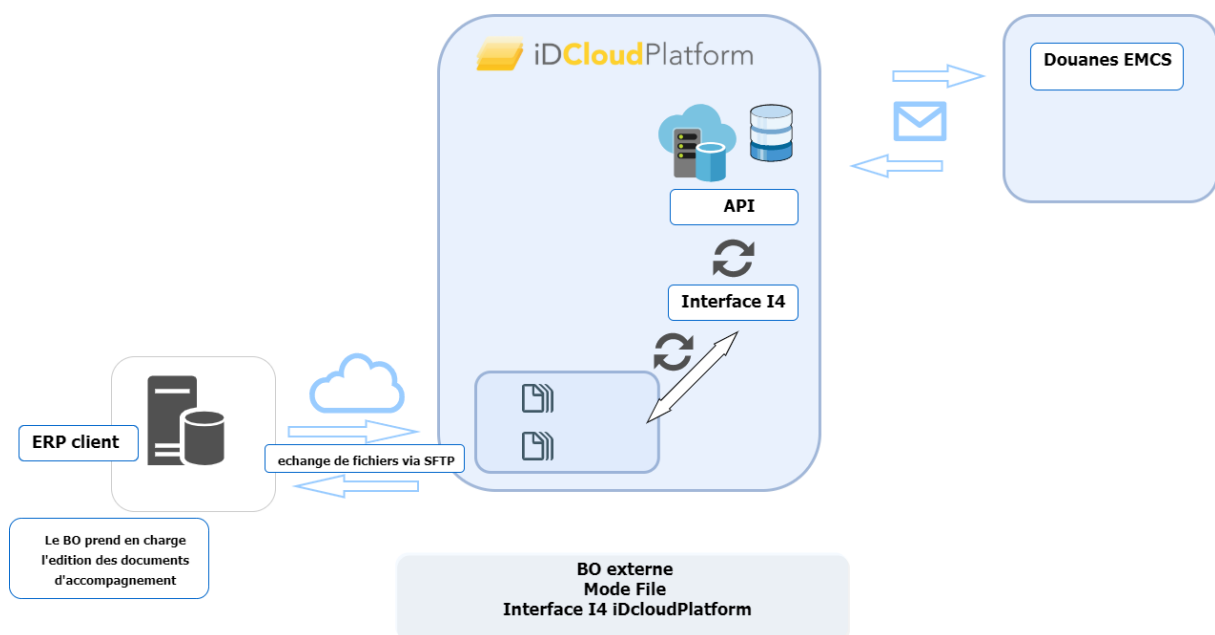 iDCloudPlatform
Douanes EMCS
API
Interface I4
ERP client
echange de fichiers via SFTP
Le BO prend en charge
l'edition des documents
d'accompagnement
BO externe
Mode File
Interface I4 iDcloudPlatform